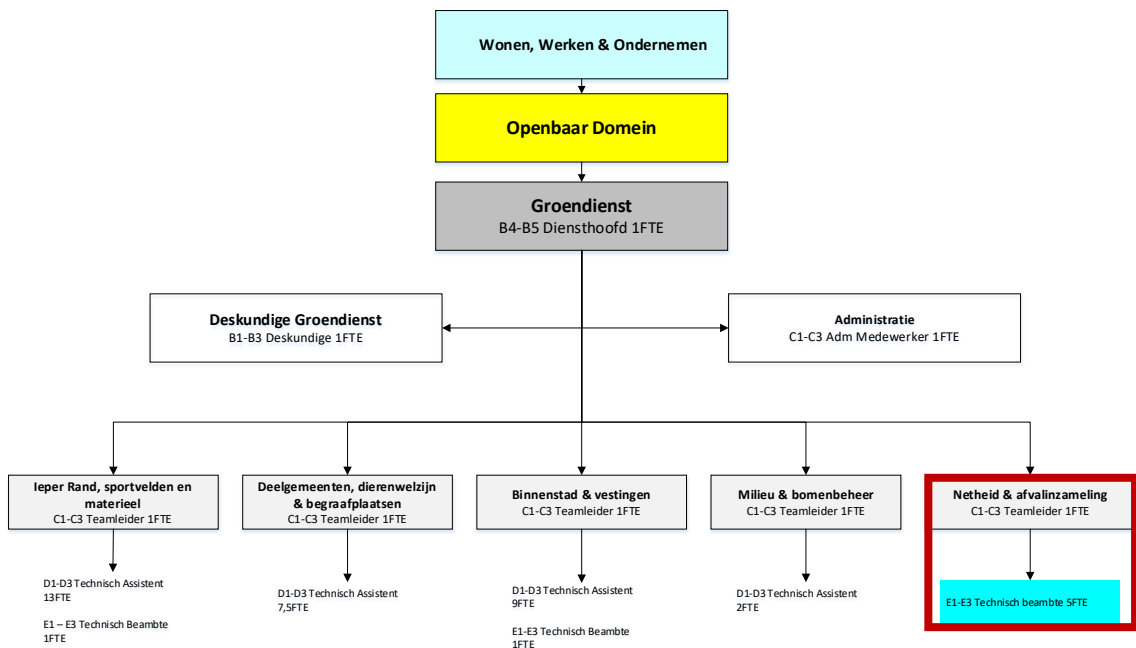 Wonen, Werken & Ondernemen
Openbaar Domein
Groendienst
B4-B5 Diensthoofd 1FTE
Deskundige Groendienst
B1-B3 Deskundige 1FTE
Administratie
C1-C3 Adm Medewerker 1FTE
Ieper Rand, sportvelden en
materieel
C1-C3 Teamleider 1FTE
Deelgemeenten, dierenwelzijn
& begraafplaatsen
C1-C3 Teamleider 1FTE
Binnenstad & vestingen
C1-C3 Teamleider 1FTE
Milieu & bomenbeheer
C1-C3 Teamleider 1FTE
Netheid & afvalinzameling
C1-C3 Teamleider 1FTE
D1-D3 Technisch Assistent
13FTE
E1 – E3 Technisch Beambte
1FTE
D1-D3 Technisch Assistent
7,5FTE
D1-D3 Technisch Assistent
9FTE
E1-E3 Technisch Beambte
1FTE
D1-D3 Technisch Assistent
2FTE
E1-E3 Technisch beambte 5FTE